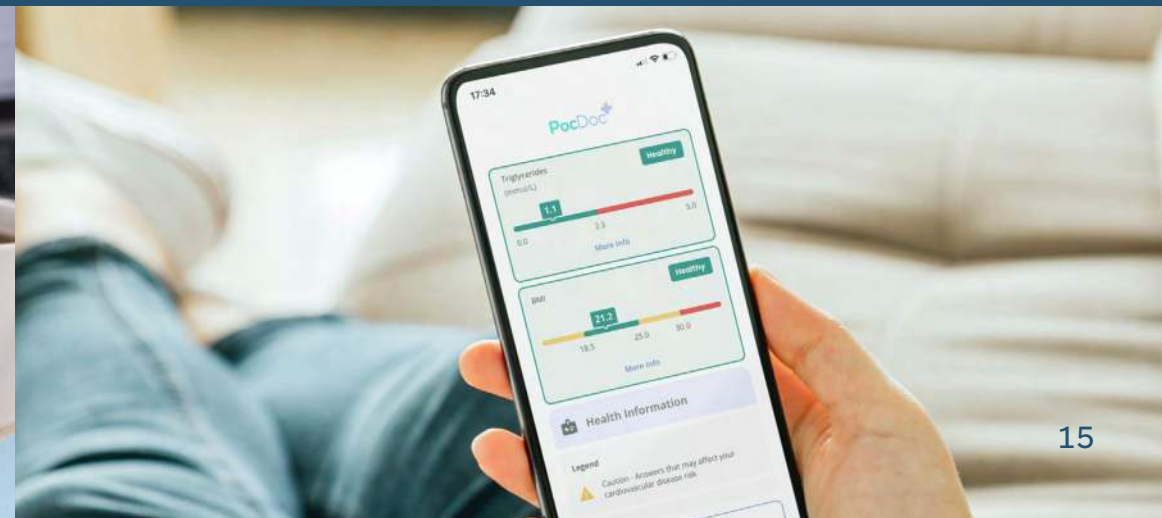 17:34
PocDoc
Triglycerides
(mmol/L)
Healthy
1.1
0.0
2.3
5.0
More info
BMI
Healthy
21.2
18.5
25.0
30.0
More info
Health Information
Legend
Caution - Answers that may affect your
cardiovascular disease risk
15